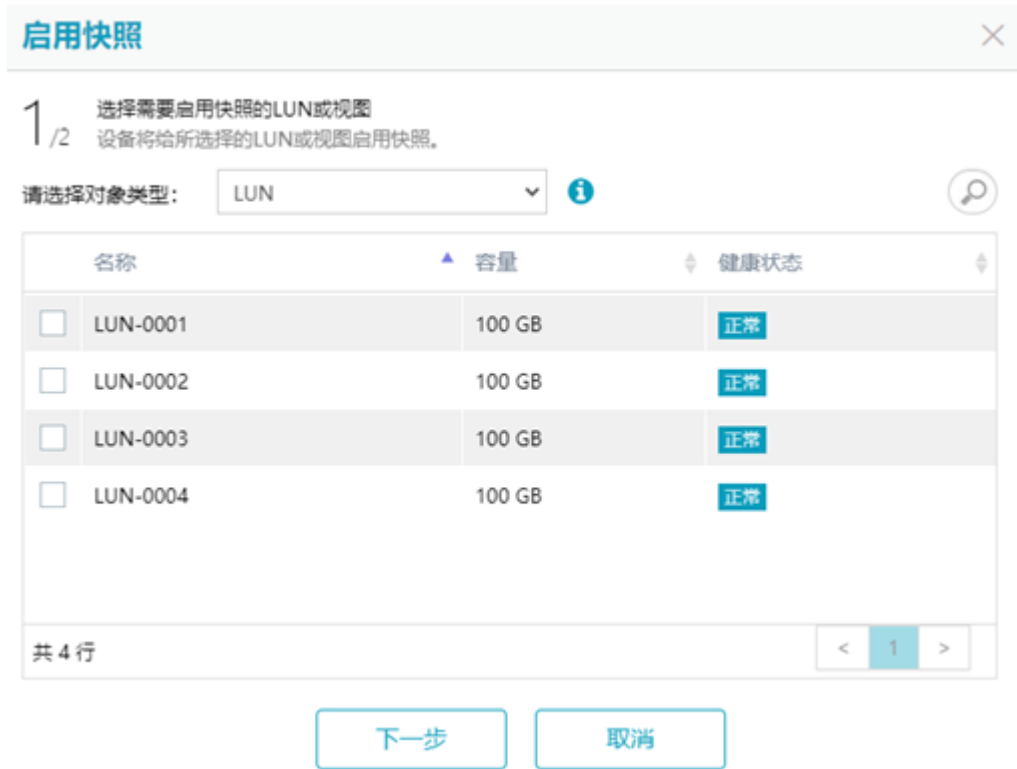 启用快照
1/2 选择需要启用快照的LUN或视图
设备将给所选择的LUN或视图启用快照。
请选择对象类型: LUN
名称 容量 健康状态
LUN-0001 100 GB 正常
LUN-0002 100 GB 正常
LUN-0003 100 GB 正常
LUN-0004 100 GB 正常
共 4 行 < 1 >
下一步 取消